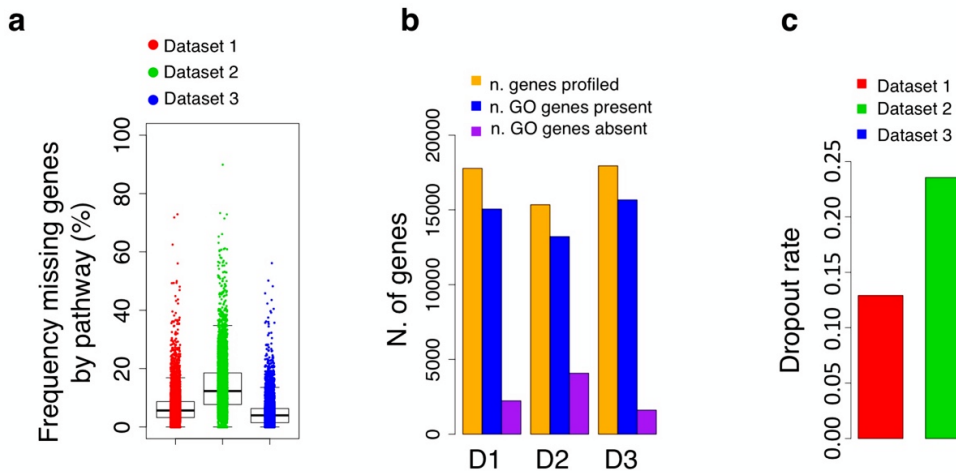 a
Dataset 1
Dataset 2
Dataset 3
Frequency missing genes
by pathway (%)
100
80
60
40
20
0
b
n. genes profiled
n. GO genes present
n. GO genes absent
N. of genes
20000
15000
10000
5000
0
D1
D2
D3
c
Dataset 1
Dataset 2
Dataset 3
Dropout rate
0.25
0.20
0.15
0.10
0.05
0.00